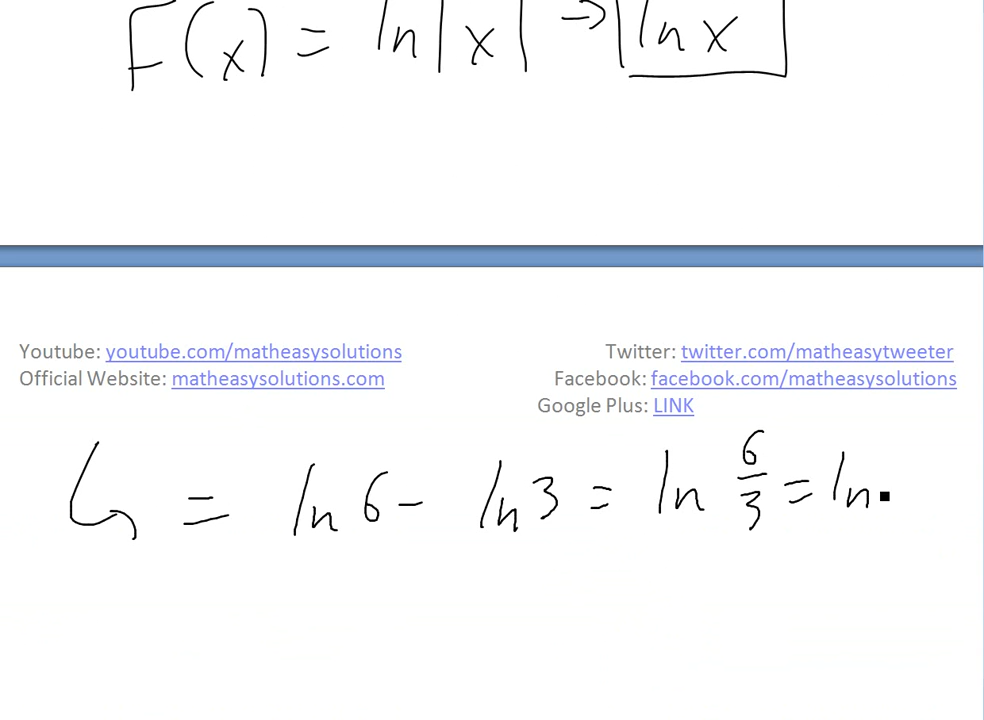 F(x) = ln|x| ⇒ ln x
Youtube: youtube.com/matheasysolutions Twitter: twitter.com/matheasytweeter
Official Website: matheasysolutions.com Facebook: facebook.com/matheasysolutions
Google Plus: LINK
↳ = ln 6 - ln 3 = ln 6/3 = ln